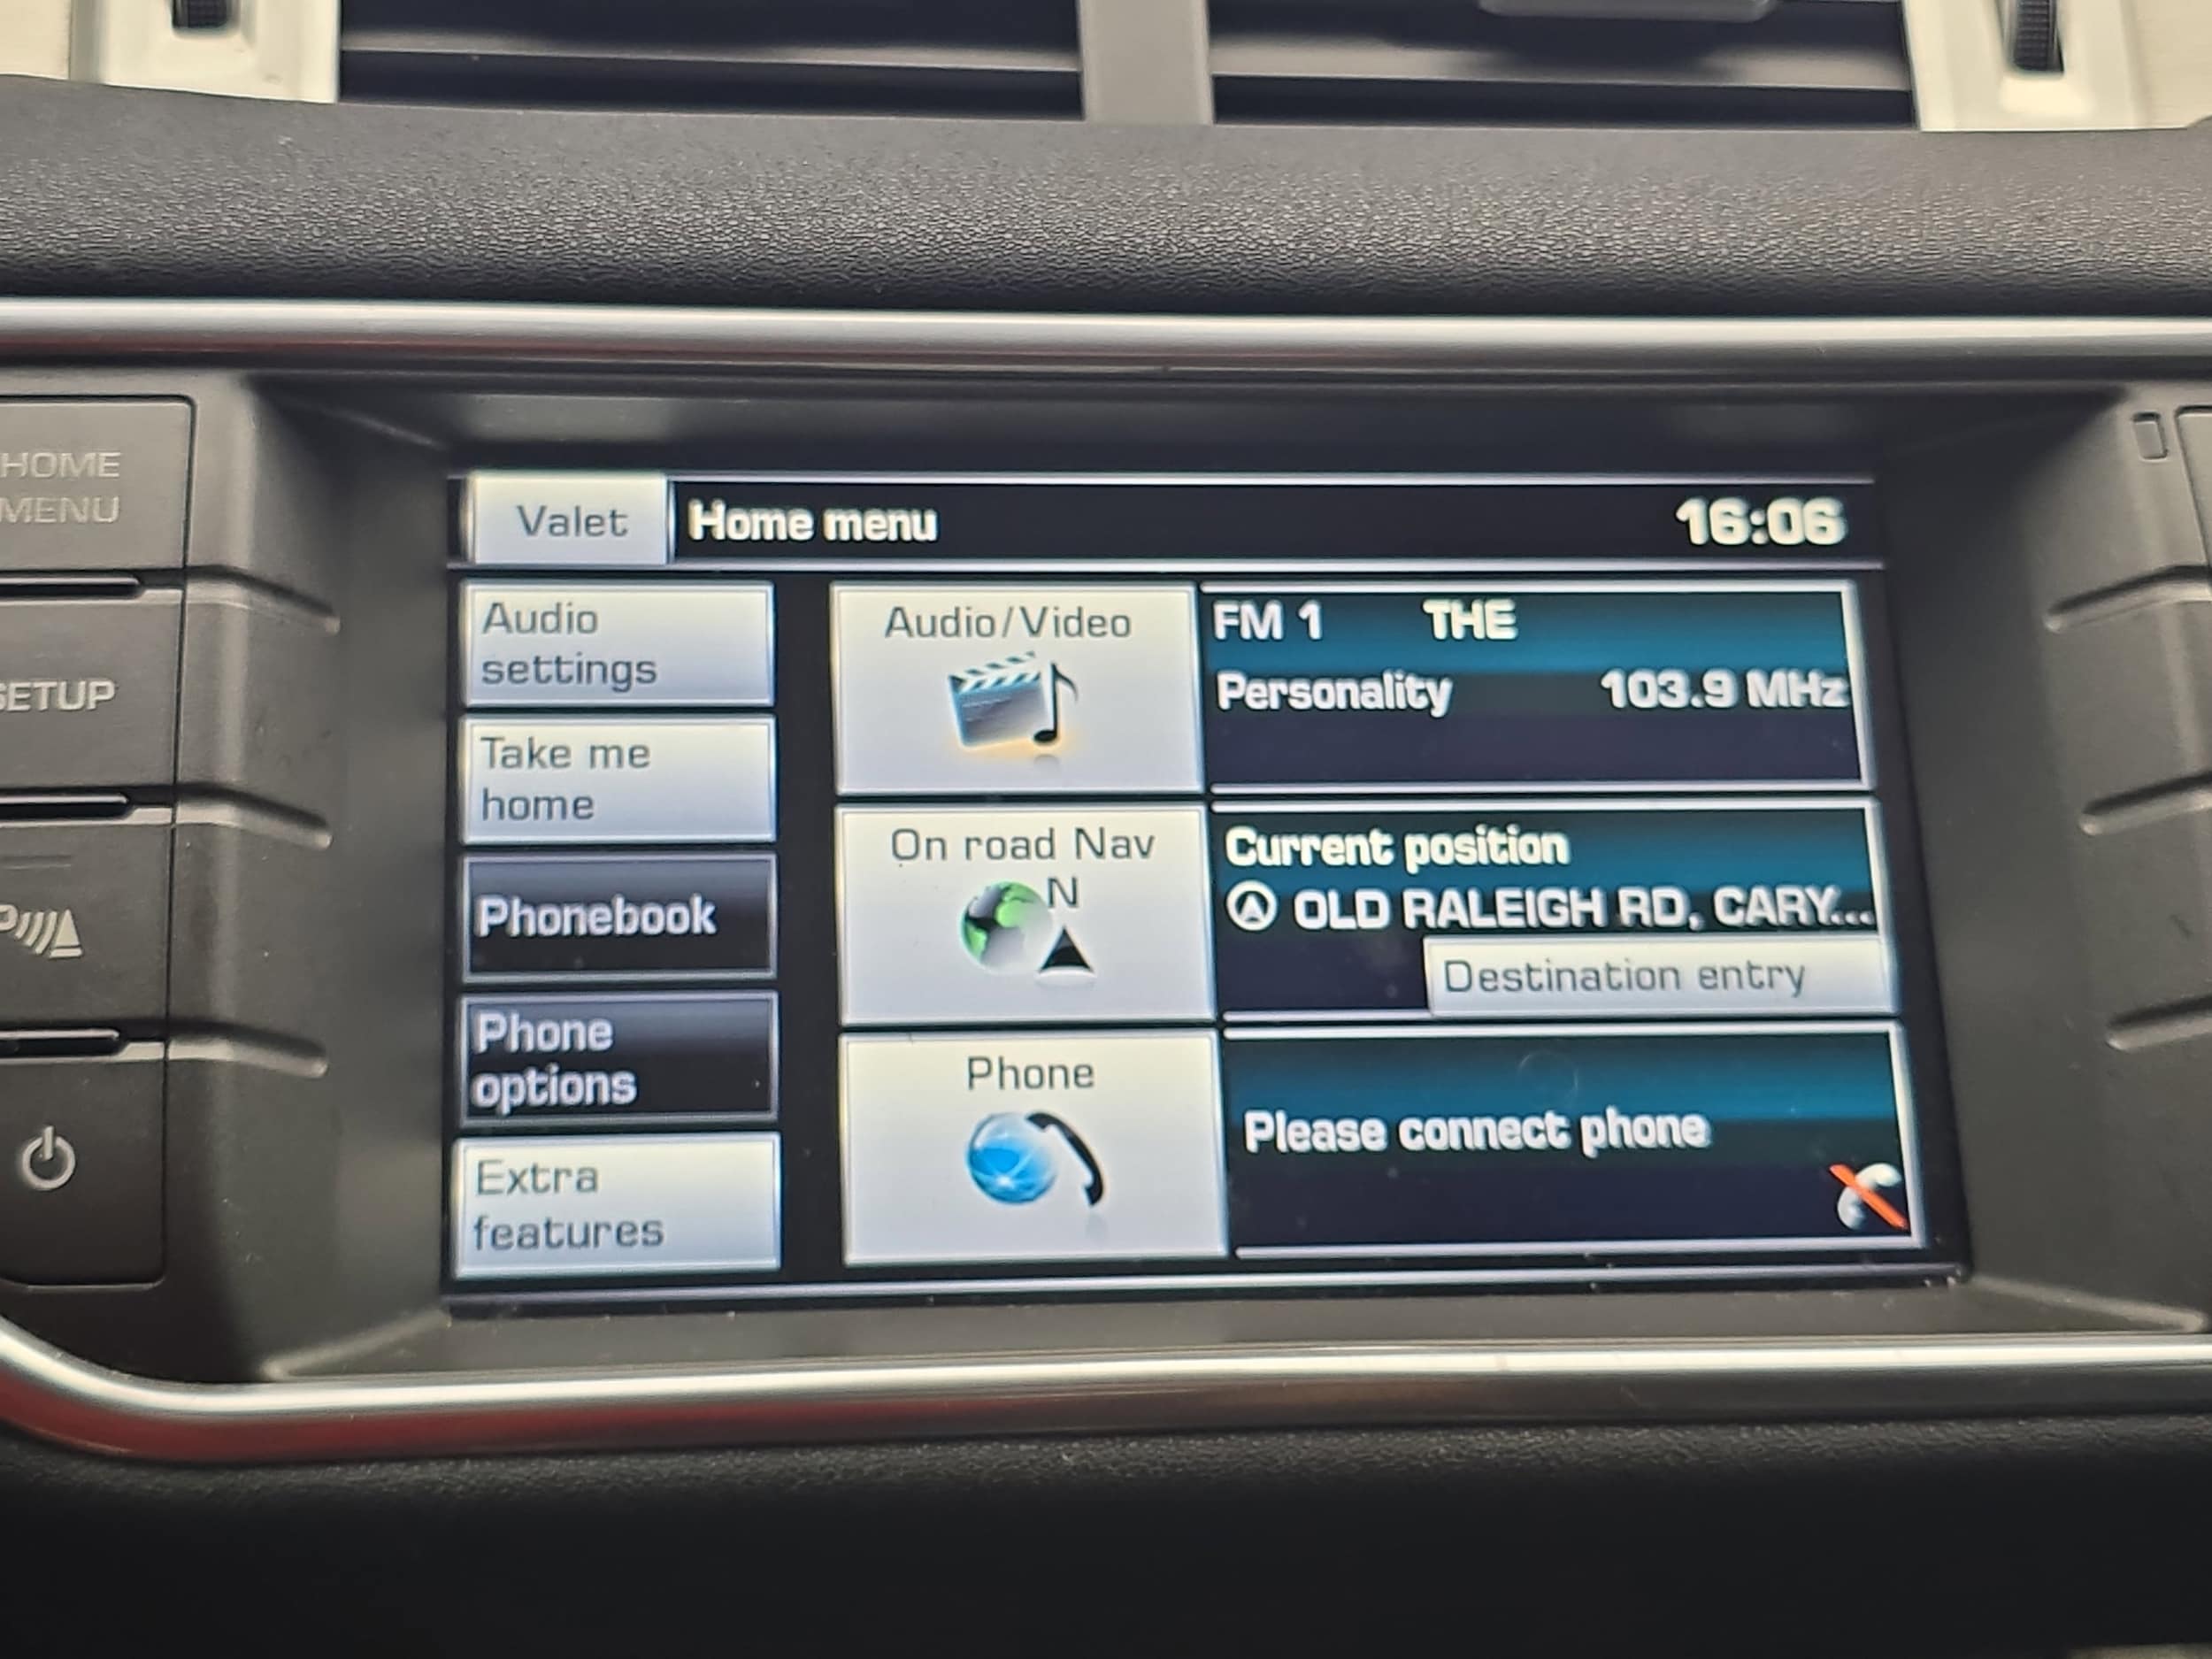 HOME
MENU
SETUP
P
Valet
Home menu
16:06
Audio
settings
Take me
home
Phonebook
Phone
options
Extra
features
Audio/Video
FM 1 THE
Personality 103.9 MHz
On road Nav
N
Current position
OLD RALEIGH RD, CARY...
Destination entry
Phone
Please connect phone